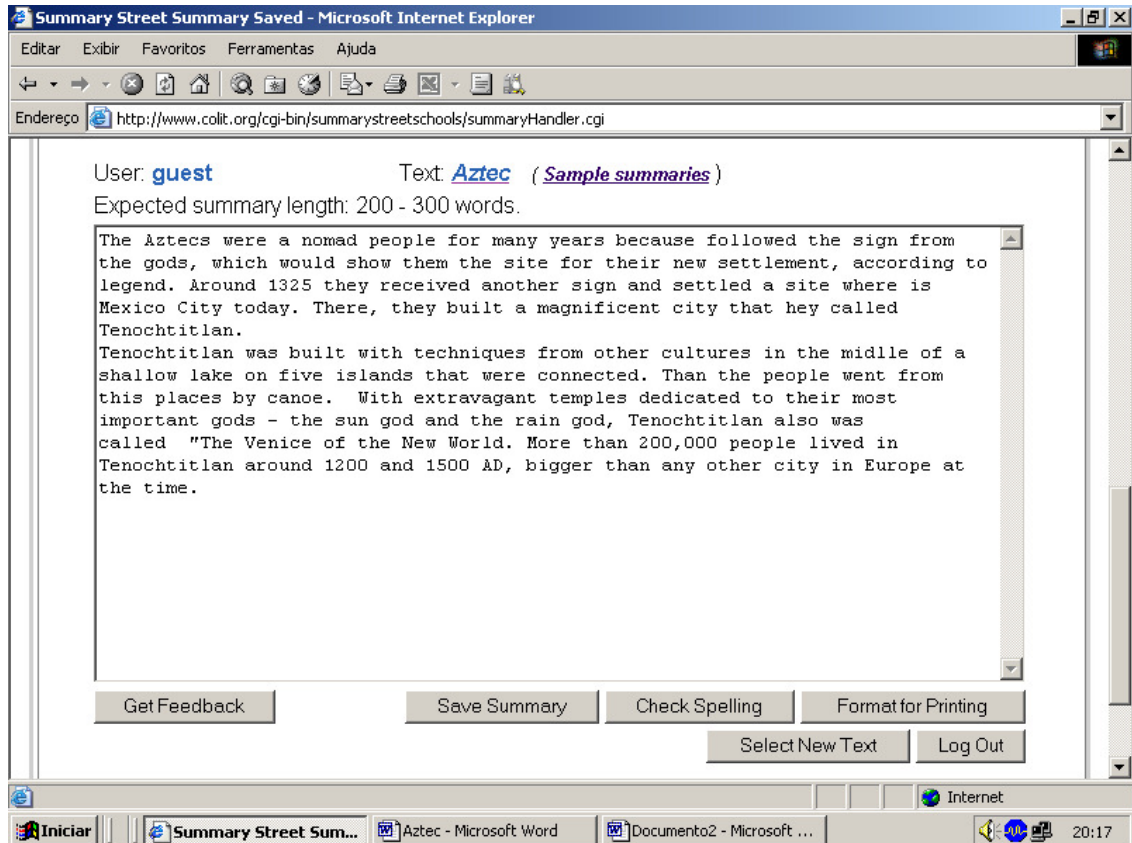 Summary Street Summary Saved - Microsoft Internet Explorer
Editar Exibir Favoritos Ferramentas Ajuda
Endereço http://www.colit.org/cgi-bin/summarystreetschools/summaryHandler.cgi
User: guest Text: Aztec ( Sample summaries )
Expected summary length: 200 - 300 words.
The Aztecs were a nomad people for many years because followed the sign from
the gods, which would show them the site for their new settlement, according to
legend. Around 1325 they received another sign and settled a site where is
Mexico City today. There, they built a magnificent city that hey called
Tenochtitlan.
Tenochtitlan was built with techniques from other cultures in the midlle of a
shallow lake on five islands that were connected. Than the people went from
this places by canoe.  With extravagant temples dedicated to their most
important gods - the sun god and the rain god, Tenochtitlan also was
called  "The Venice of the New World. More than 200,000 people lived in
Tenochtitlan around 1200 and 1500 AD, bigger than any other city in Europe at
the time.
Get Feedback Save Summary Check Spelling Format for Printing
Select New Text Log Out
Internet
Iniciar Summary Street Sum... Aztec - Microsoft Word Documento2 - Microsoft ... 20:17